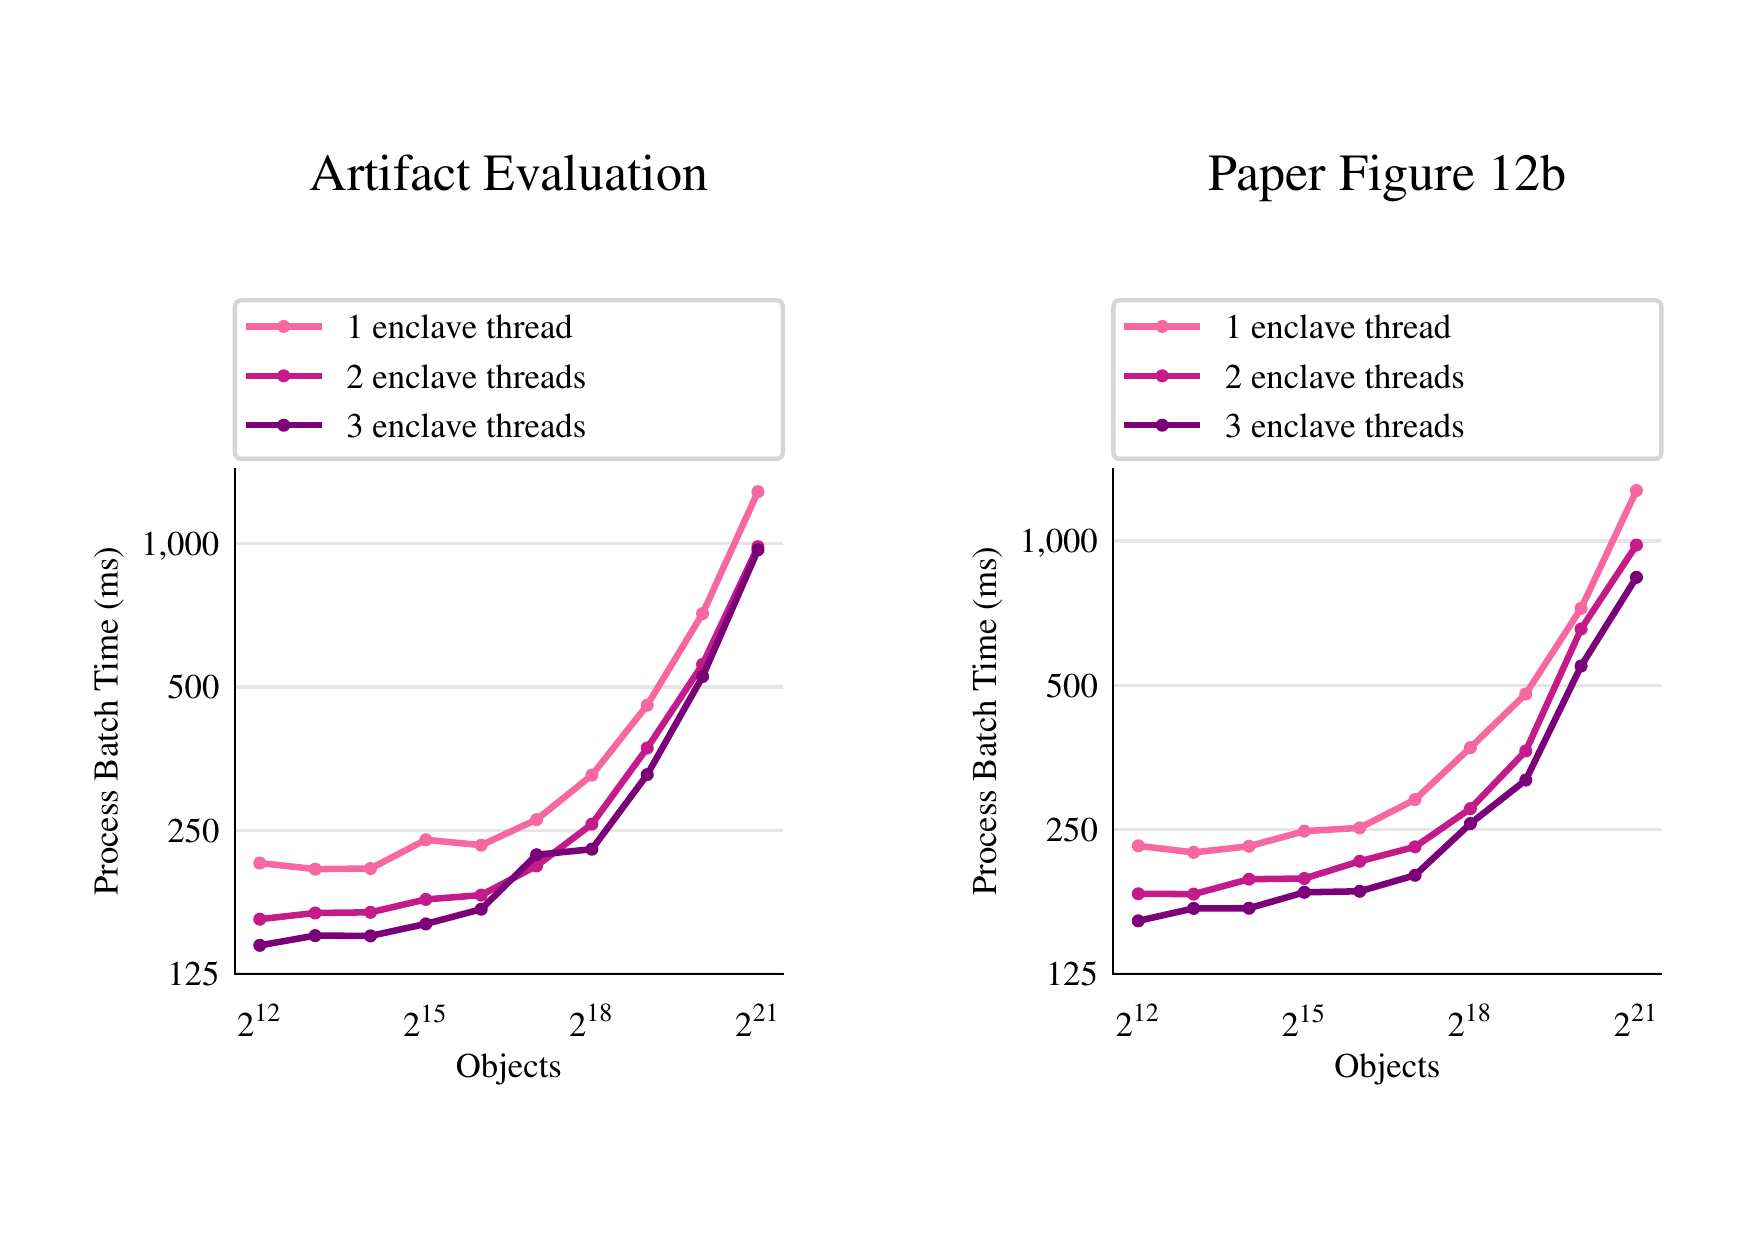 Artifact Evaluation
1 enclave thread
2 enclave threads
3 enclave threads
Process Batch Time (ms)
1,000
500
250
125
2^12
2^15
2^18
2^21
Objects
Paper Figure 12b
1 enclave thread
2 enclave threads
3 enclave threads
Process Batch Time (ms)
1,000
500
250
125
2^12
2^15
2^18
2^21
Objects